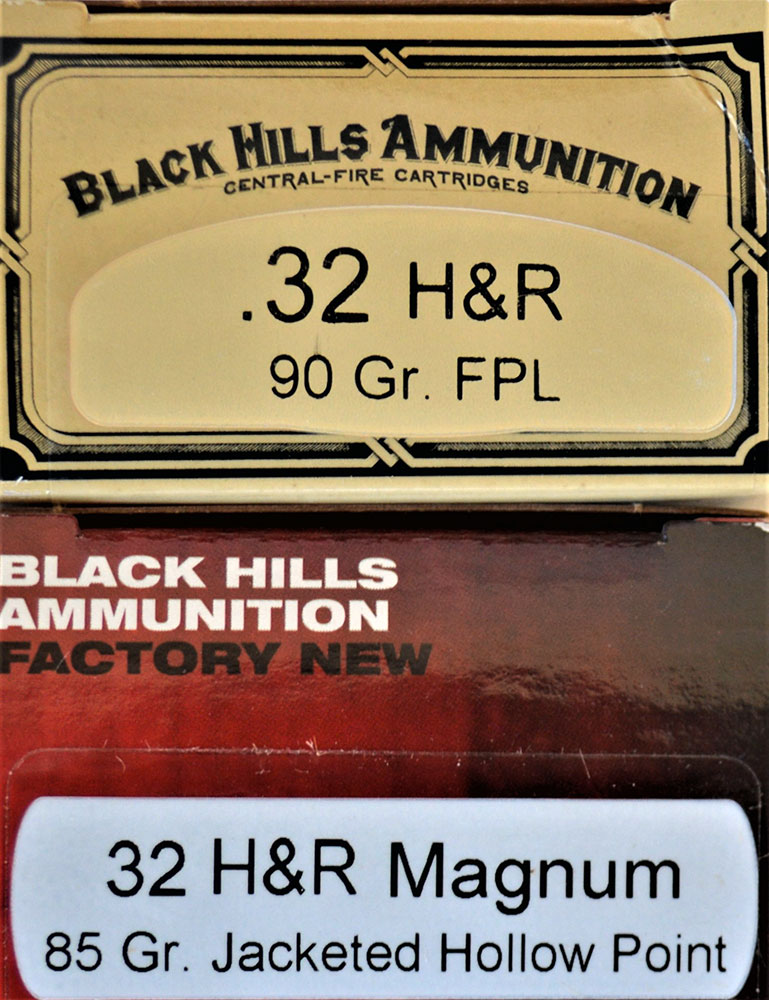 BLACK HILLS AMMUNITION
CENTRAL-FIRE CARTRIDGES
.32 H&R
90 Gr. FPL
BLACK HILLS
AMMUNITION
FACTORY NEW
32 H&R Magnum
85 Gr. Jacketed Hollow Point